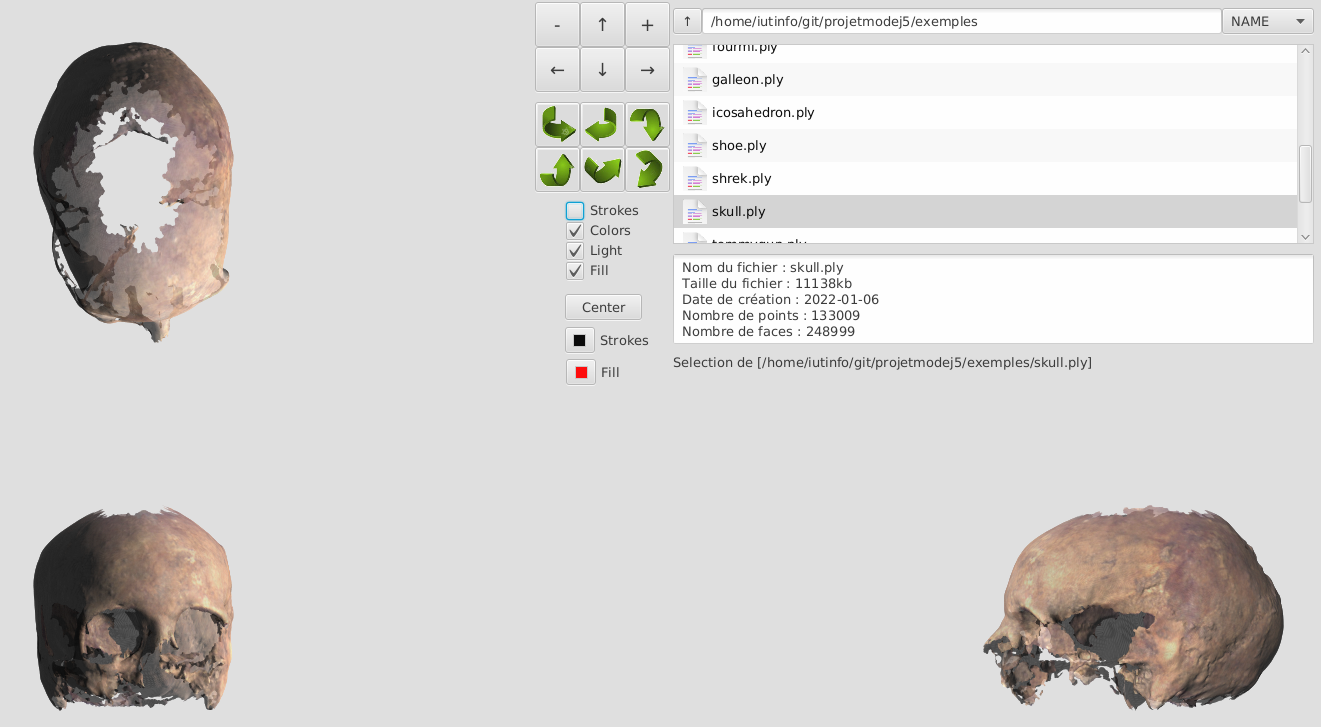 - ↑ +
← ↓ →
Strokes
Colors
Light
Fill
Center
Strokes
Fill
↑ /home/iutinfo/git/projetmodej5/exemples NAME
fourmi.ply
galleon.ply
icosahedron.ply
shoe.ply
shrek.ply
skull.ply
tommygun.ply
Nom du fichier : skull.ply
Taille du fichier : 11138kb
Date de création : 2022-01-06
Nombre de points : 133009
Nombre de faces : 248999
Selection de [/home/iutinfo/git/projetmodej5/exemples/skull.ply]